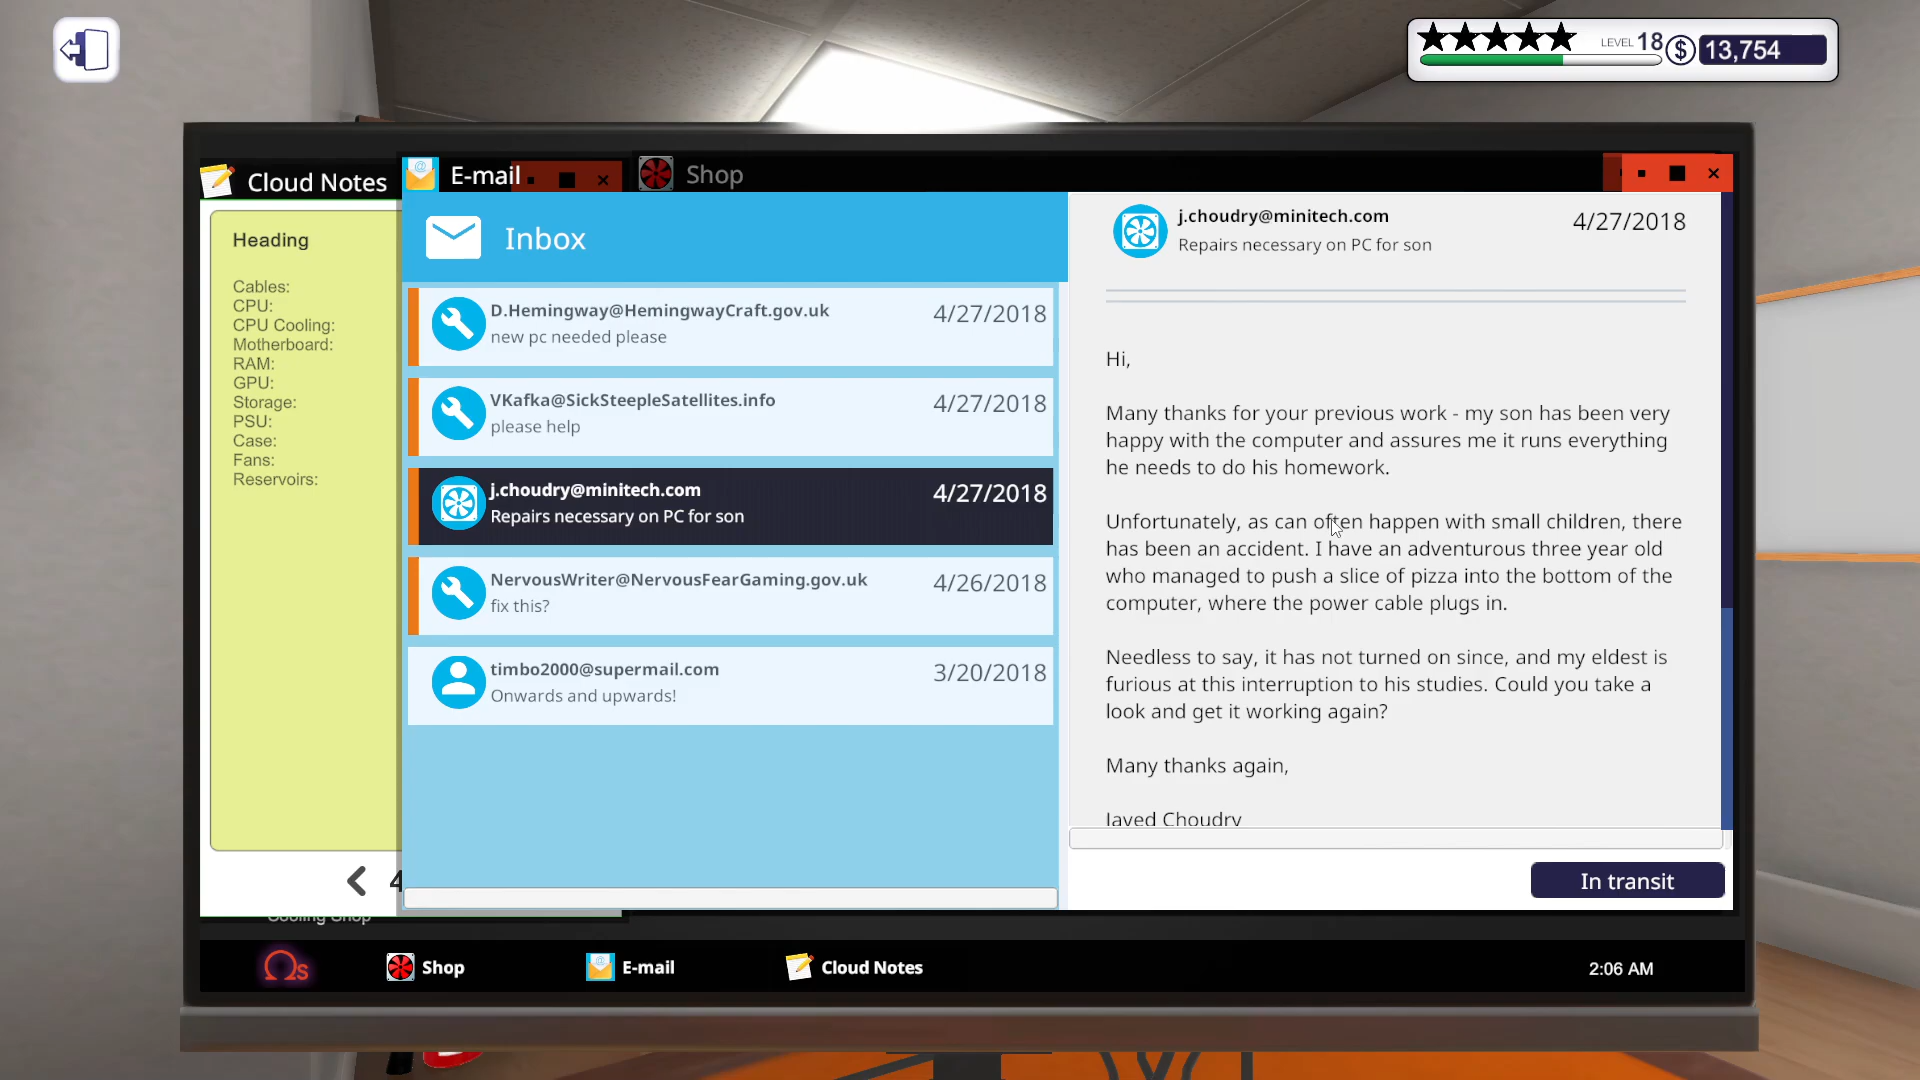 LEVEL 18
$ 13,754
Cloud Notes
E-mail
Shop
Heading
Cables:
CPU:
CPU Cooling:
Motherboard:
RAM:
GPU:
Storage:
PSU:
Case:
Fans:
Reservoirs:
4
Cooling Shop
Inbox
D.Hemingway@HemingwayCraft.gov.uk
4/27/2018
new pc needed please
VKafka@SickSteepleSatellites.info
4/27/2018
please help
j.choudry@minitech.com
4/27/2018
Repairs necessary on PC for son
NervousWriter@NervousFearGaming.gov.uk
4/26/2018
fix this?
timbo2000@supermail.com
3/20/2018
Onwards and upwards!
j.choudry@minitech.com
4/27/2018
Repairs necessary on PC for son
Hi,
Many thanks for your previous work - my son has been very
happy with the computer and assures me it runs everything
he needs to do his homework.
Unfortunately, as can often happen with small children, there
has been an accident. I have an adventurous three year old
who managed to push a slice of pizza into the bottom of the
computer, where the power cable plugs in.
Needless to say, it has not turned on since, and my eldest is
furious at this interruption to his studies. Could you take a
look and get it working again?
Many thanks again,
Javed Choudry
In transit
Ωs
Shop
E-mail
Cloud Notes
2:06 AM